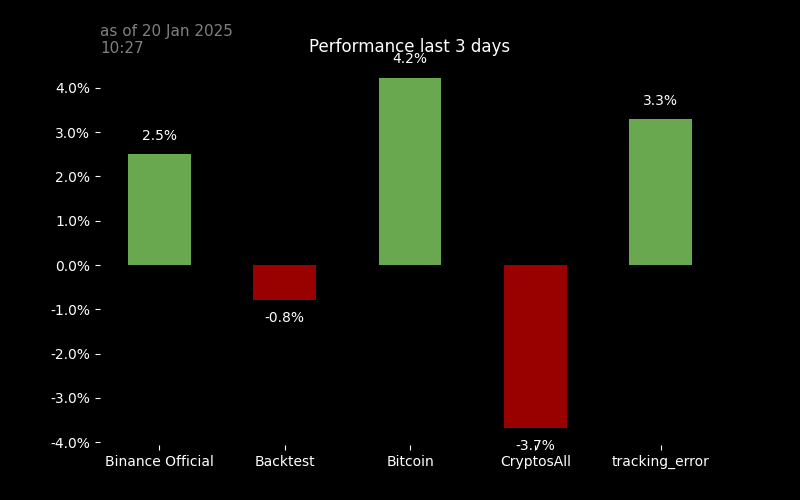 as of 20 Jan 2025
10:27
Performance last 3 days
4.2%
4.0%
3.3%
3.0%
2.5%
2.0%
1.0%
0.0%
-1.0%
-0.8%
-2.0%
-3.0%
-4.0%
-3.7%
Binance Official
Backtest
Bitcoin
CryptosAll
tracking_error